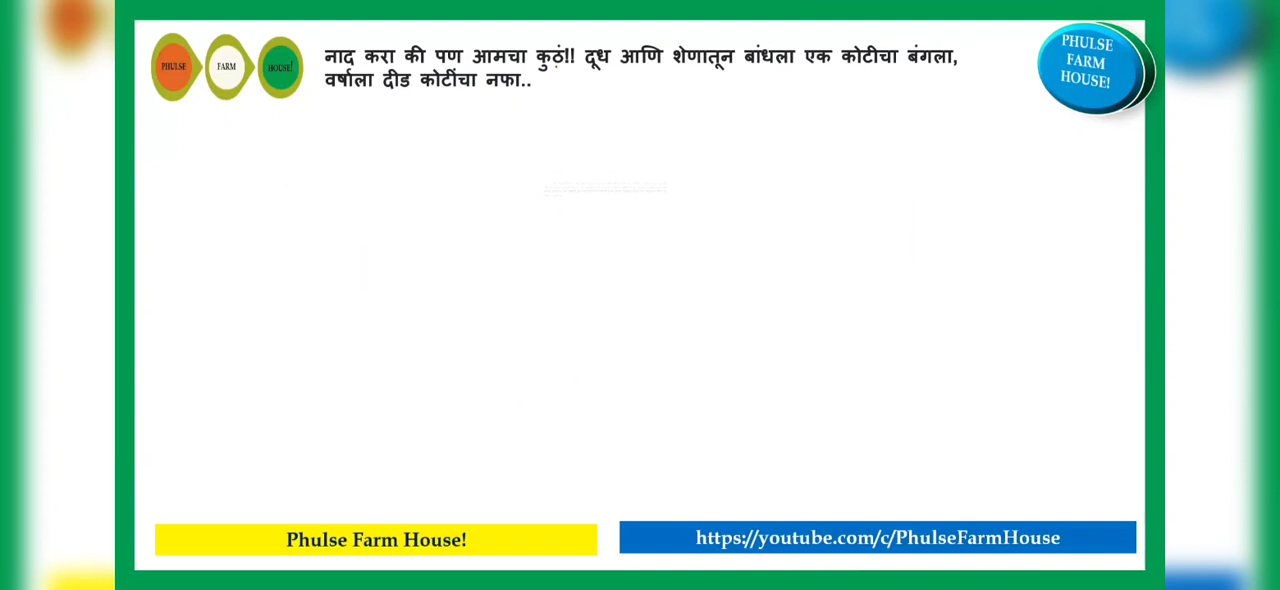 PHULSE
FARM
HOUSE!
नाद करा की पण आमचा कुठं!! दूध आणि शेणातून बांधला एक कोटीचा बंगला,
वर्षाला दीड कोटींचा नफा..
PHULSE
FARM
HOUSE!
Phulse Farm House!
https://youtube.com/c/PhulseFarmHouse